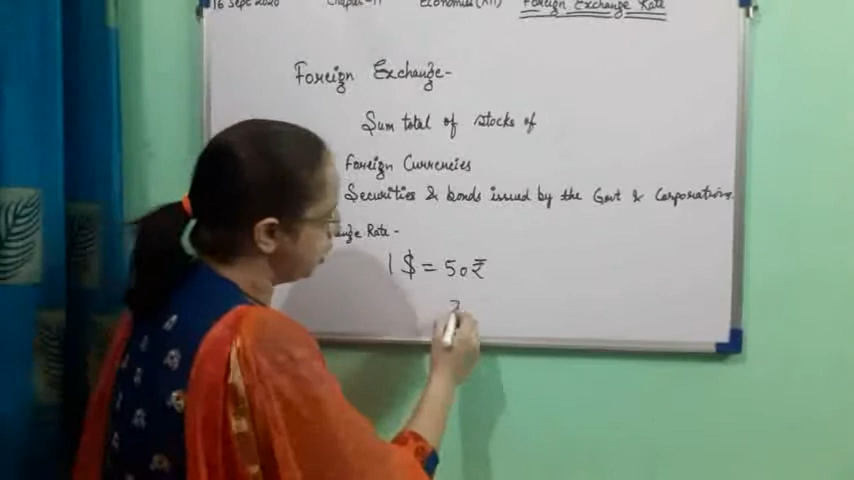 16 Sept 2020 Chapter-11 Economics (XII) Foreign Exchange Rate
Foreign Exchange-
Sum total of stocks of
Foreign Currencies
Securities & bonds issued by the Govt & Corporations.
ange Rate -
1 $ = 50₹